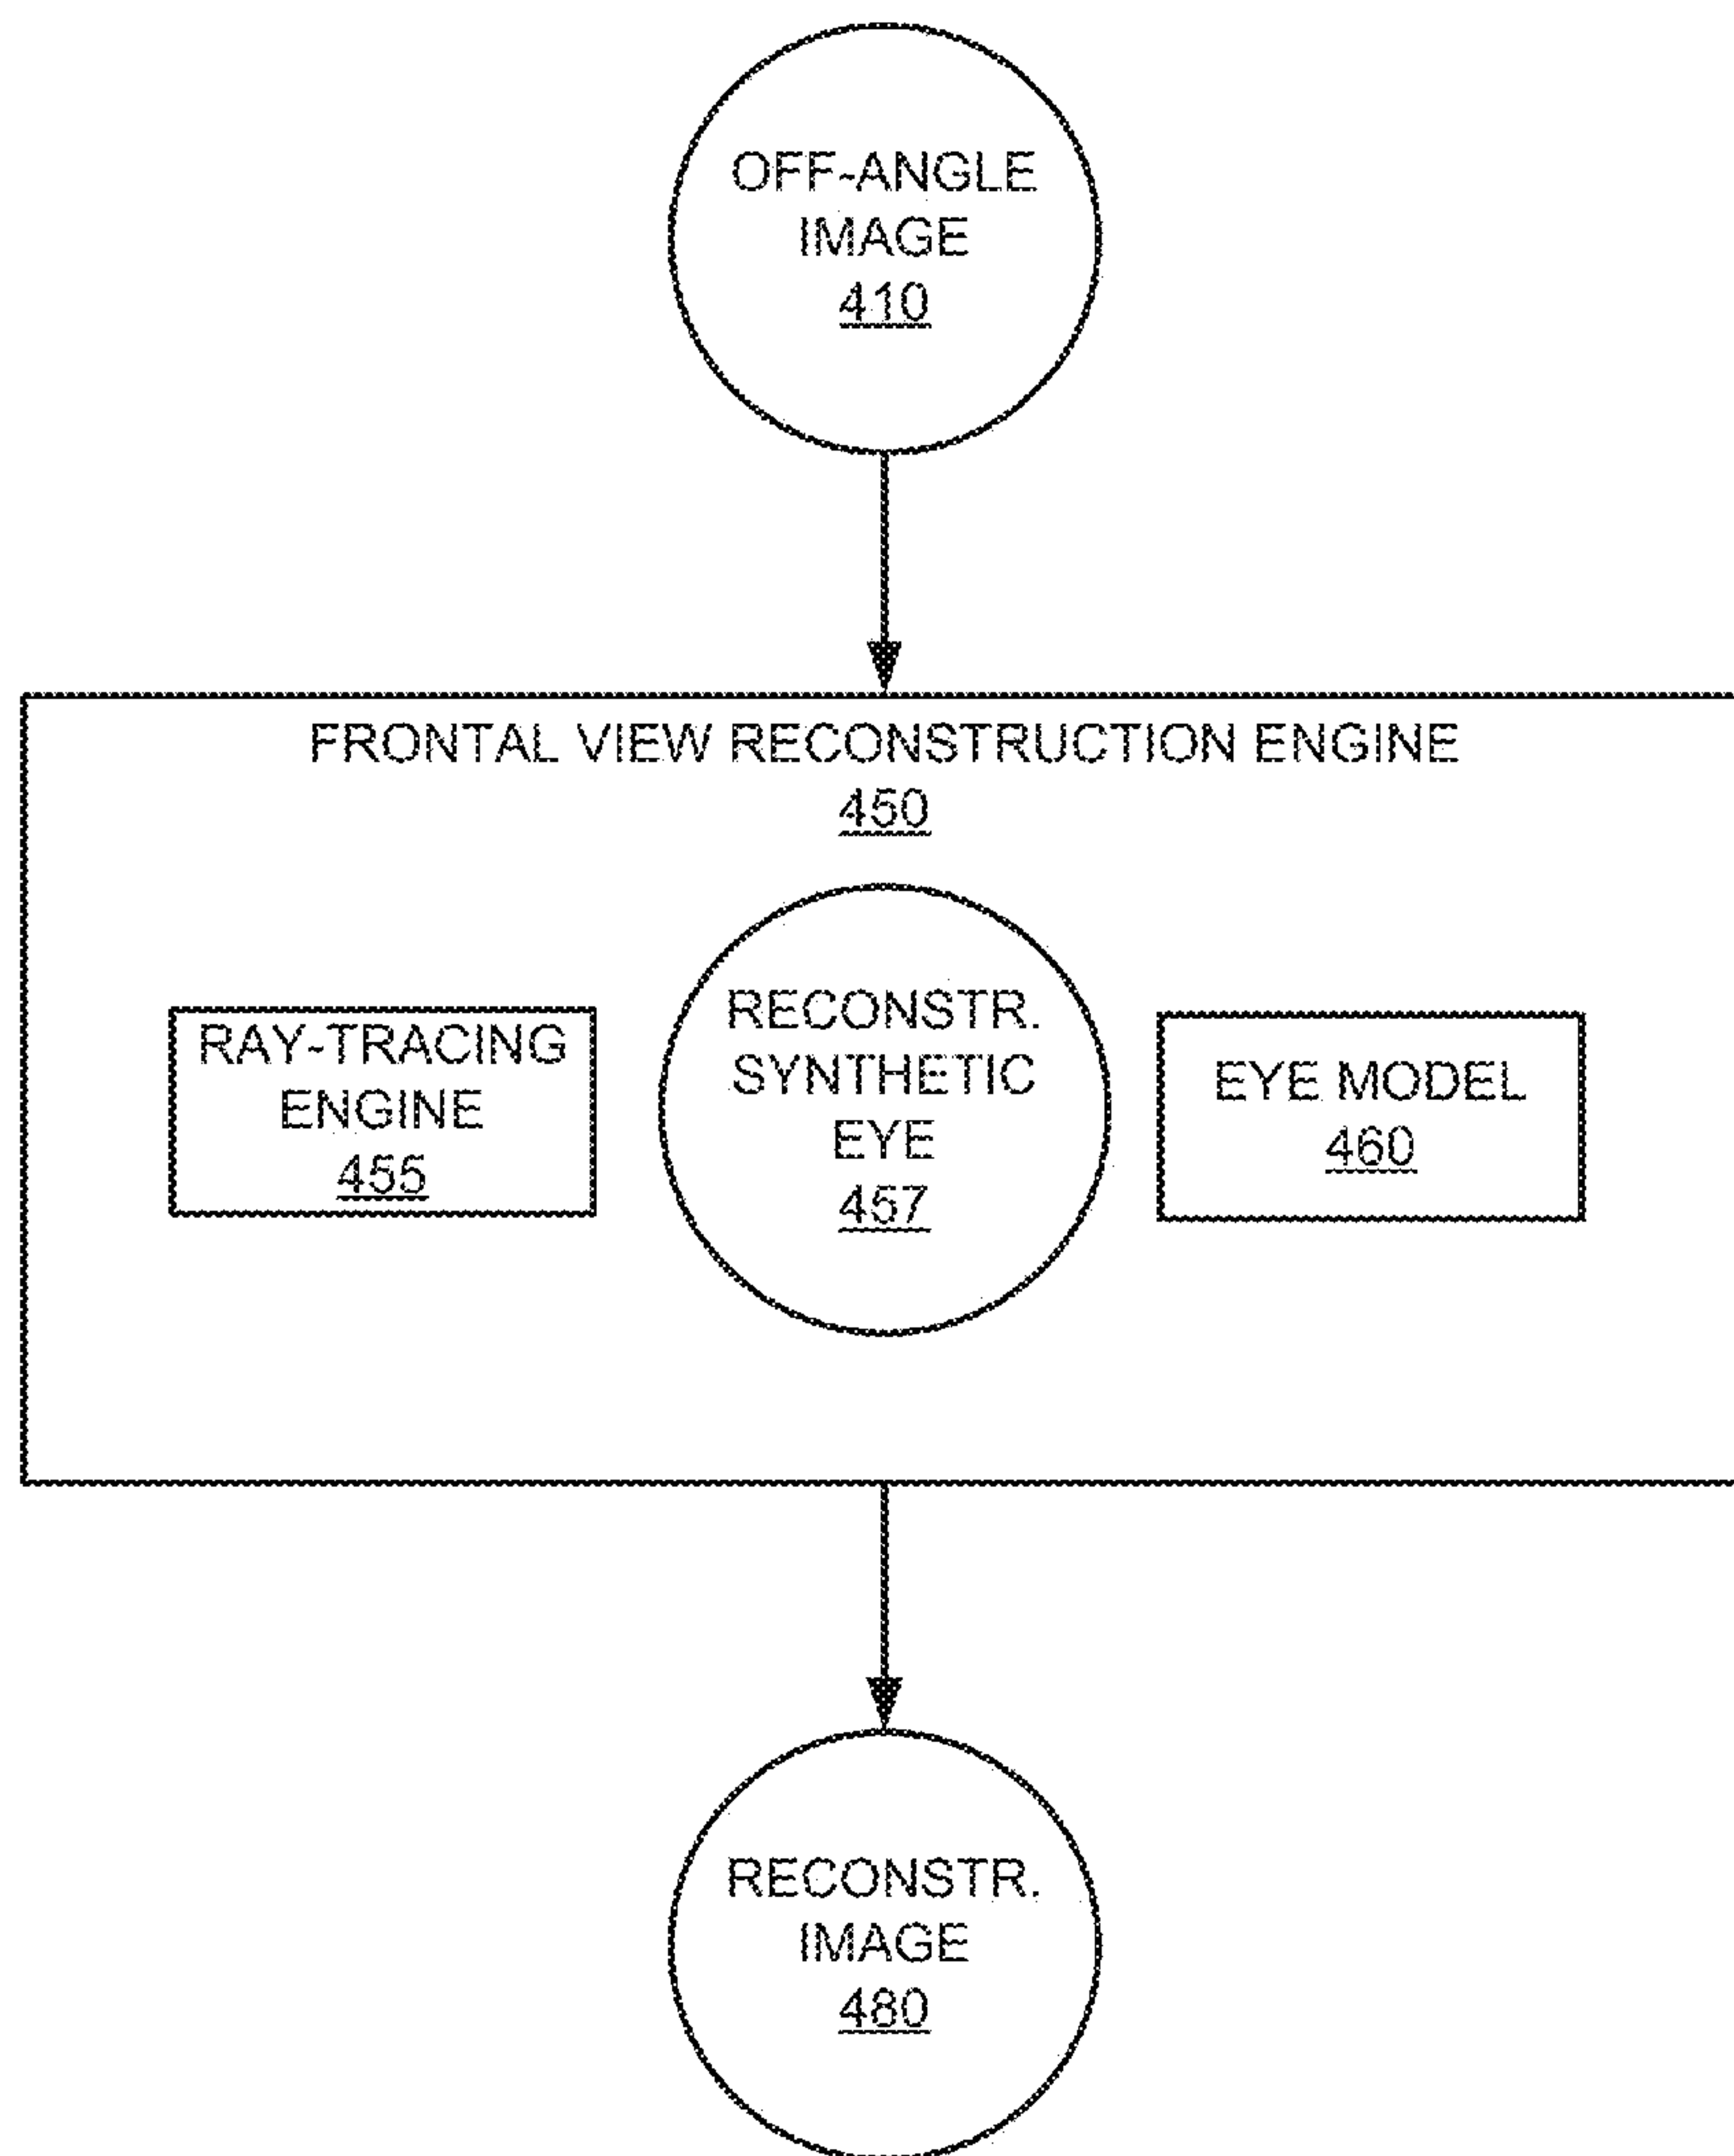 OFF-ANGLE
IMAGE
410
FRONTAL VIEW RECONSTRUCTION ENGINE
450
RAY-TRACING
ENGINE
455
RECONSTR.
SYNTHETIC
EYE
457
EYE MODEL
460
RECONSTR.
IMAGE
480